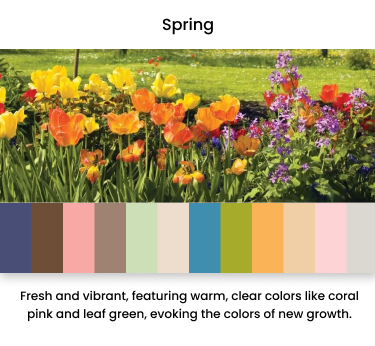 Spring
Fresh and vibrant, featuring warm, clear colors like coral
pink and leaf green, evoking the colors of new growth.